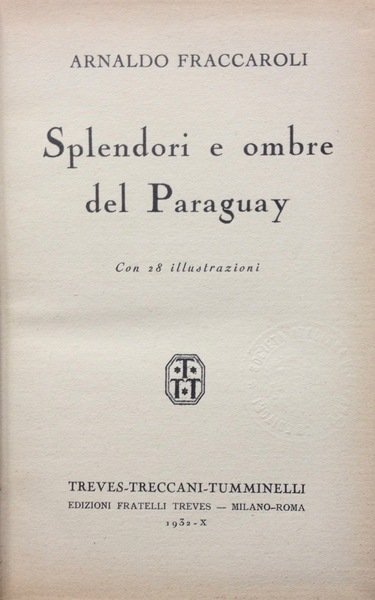 ARNALDO FRACCAROLI
Splendori e ombre
del Paraguay
Con 28 illustrazioni
T
T T
TREVES-TRECCANI-TUMMINELLI
EDIZIONI FRATELLI TREVES — MILANO-ROMA
1932-X